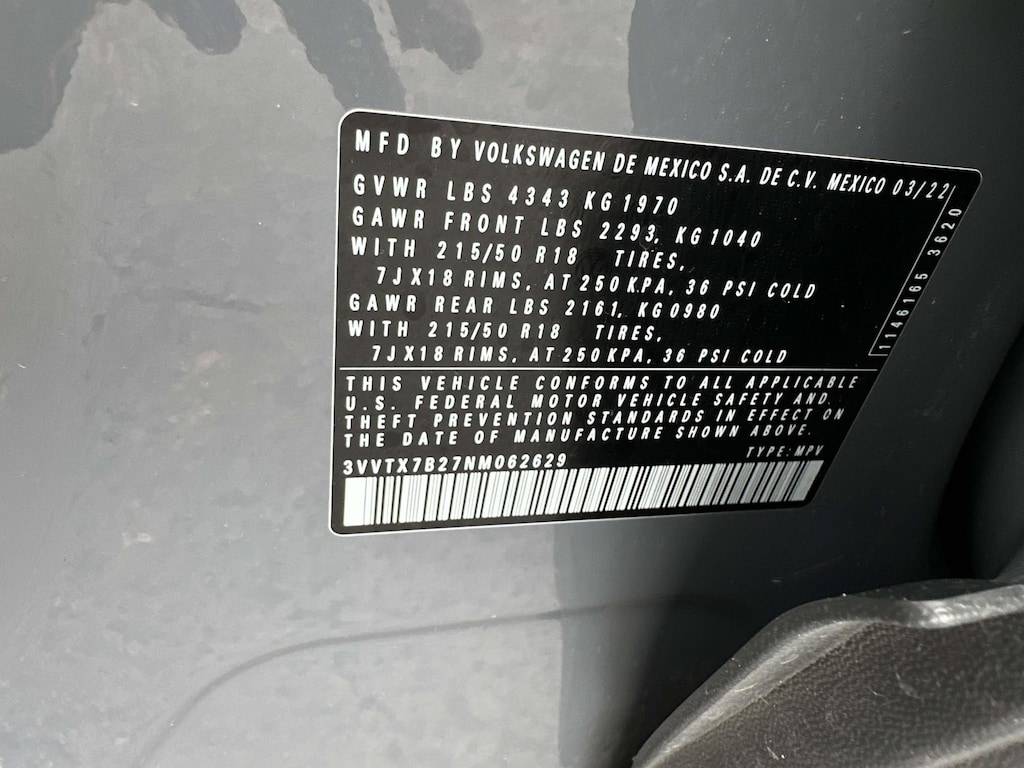 MFD BY VOLKSWAGEN DE MEXICO S.A. DE C.V. MEXICO 03/22
GVWR LBS 4343 KG 1970
GAWR FRONT LBS 2293, KG 1040
WITH 215/50 R18 TIRES,
7JX18 RIMS, AT 250 KPA, 36 PSI COLD
GAWR REAR LBS 2161, KG 0980
WITH 215/50 R18 TIRES,
7JX18 RIMS, AT 250 KPA, 36 PSI COLD
1146165 3620
THIS VEHICLE CONFORMS TO ALL APPLICABLE
U.S. FEDERAL MOTOR VEHICLE SAFETY AND
THEFT PREVENTION STANDARDS IN EFFECT ON
THE DATE OF MANUFACTURE SHOWN ABOVE.
3VVTX7B27NM062629 TYPE: MPV